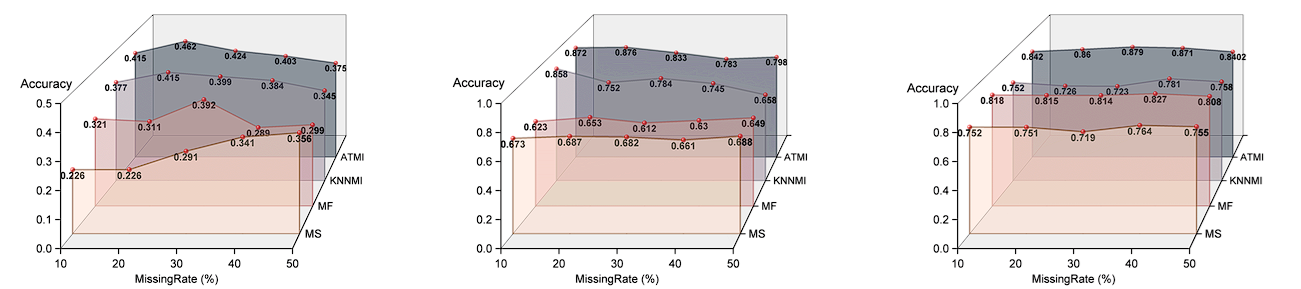 Accuracy
0.5
0.4
0.3
0.2
0.1
0.0
10 20 30 40 50
MissingRate (%)
ATMI
KNNMI
MF
MS
0.415 0.462 0.424 0.403 0.375
0.377 0.415 0.399 0.384 0.345
0.321 0.311 0.392 0.289 0.299
0.226 0.226 0.291 0.341 0.356
Accuracy
1.0
0.8
0.6
0.4
0.2
0.0
10 20 30 40 50
MissingRate (%)
ATMI
KNNMI
MF
MS
0.872 0.876 0.833 0.783 0.798
0.858 0.752 0.784 0.745 0.658
0.623 0.653 0.612 0.63 0.649
0.673 0.687 0.682 0.661 0.688
Accuracy
1.0
0.8
0.6
0.4
0.2
0.0
10 20 30 40 50
MissingRate (%)
ATMI
KNNMI
MF
MS
0.842 0.86 0.879 0.871 0.8402
0.752 0.726 0.723 0.781 0.758
0.818 0.815 0.814 0.827 0.808
0.752 0.751 0.719 0.764 0.755